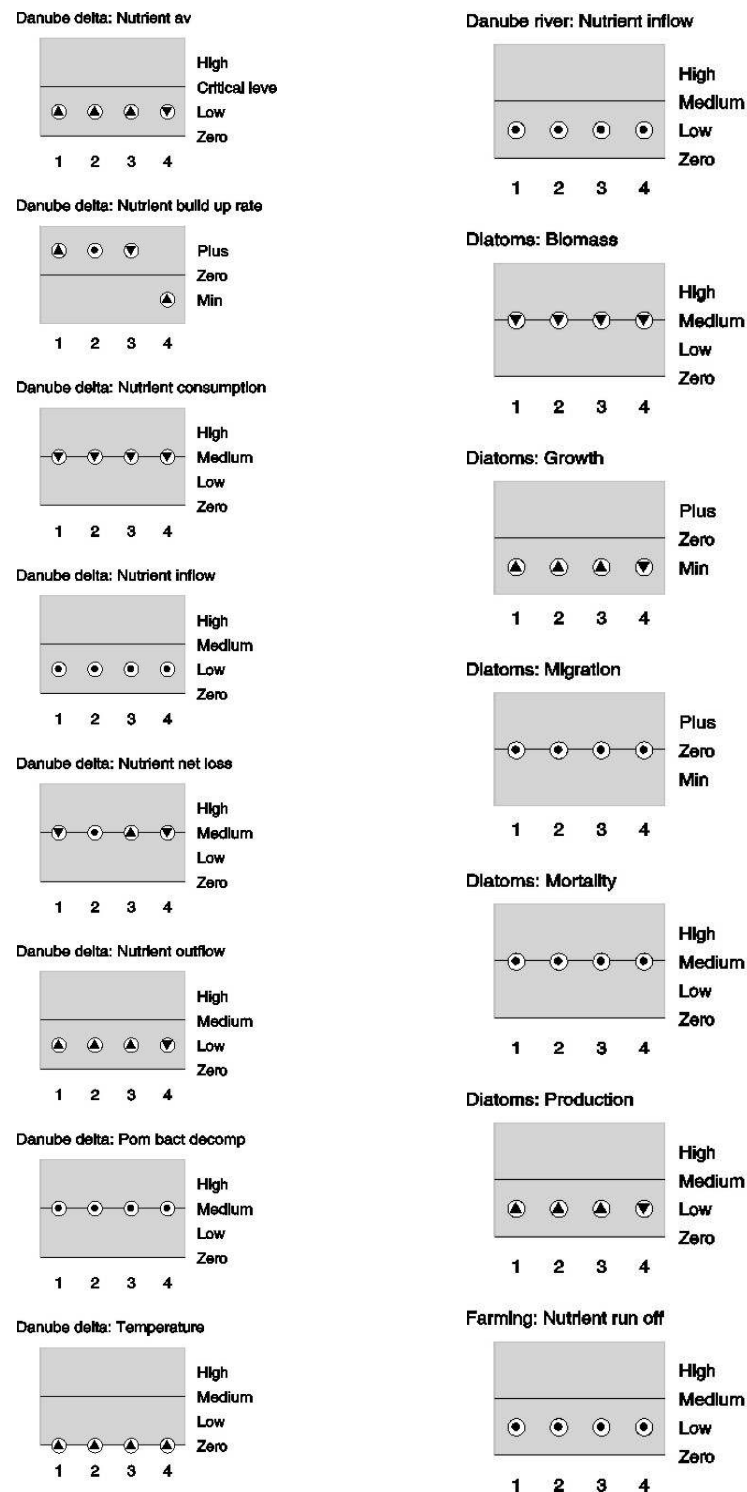 Danube delta: Nutrient av
High
Critical leve
Low
Zero
1 2 3 4
Danube delta: Nutrient build up rate
Plus
Zero
Min
1 2 3 4
Danube delta: Nutrient consumption
High
Medium
Low
Zero
1 2 3 4
Danube delta: Nutrient inflow
High
Medium
Low
Zero
1 2 3 4
Danube delta: Nutrient net loss
High
Medium
Low
Zero
1 2 3 4
Danube delta: Nutrient outflow
High
Medium
Low
Zero
1 2 3 4
Danube delta: Pom bact decomp
High
Medium
Low
Zero
1 2 3 4
Danube delta: Temperature
High
Medium
Low
Zero
1 2 3 4
Danube river: Nutrient inflow
High
Medium
Low
Zero
1 2 3 4
Diatoms: Biomass
High
Medium
Low
Zero
1 2 3 4
Diatoms: Growth
Plus
Zero
Min
1 2 3 4
Diatoms: Migration
Plus
Zero
Min
1 2 3 4
Diatoms: Mortality
High
Medium
Low
Zero
1 2 3 4
Diatoms: Production
High
Medium
Low
Zero
1 2 3 4
Farming: Nutrient run off
High
Medium
Low
Zero
1 2 3 4